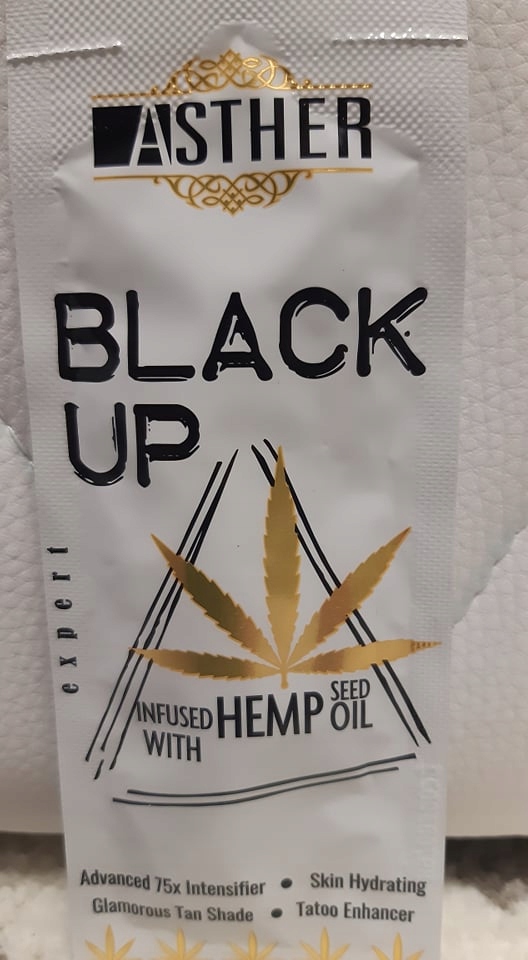 ASTHER
BLACK
UP
expert
INFUSED WITH HEMP SEED OIL
Advanced 75x Intensifier • Skin Hydrating
Glamorous Tan Shade • Tatoo Enhancer